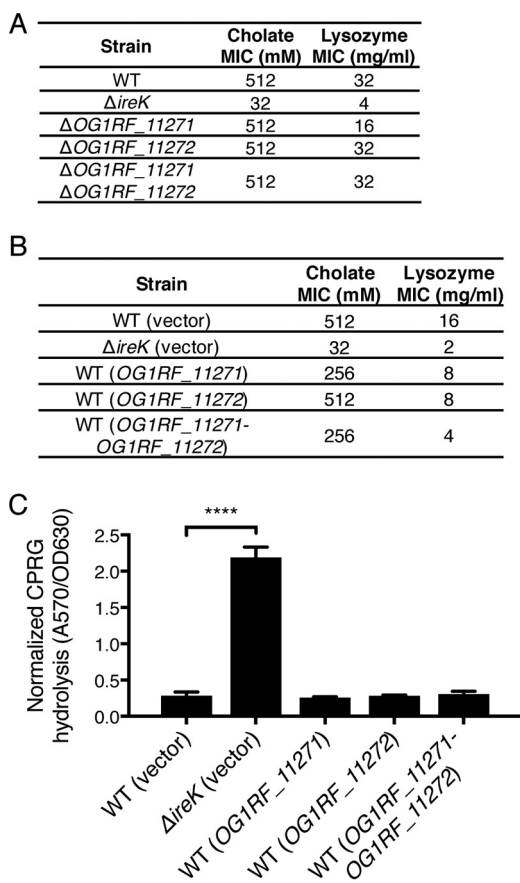 A
Strain Cholate MIC (mM) Lysozyme MIC (mg/ml)
WT 512 32
ΔireK 32 4
ΔOG1RF_11271 512 16
ΔOG1RF_11272 512 32
ΔOG1RF_11271 ΔOG1RF_11272 512 32
B
Strain Cholate MIC (mM) Lysozyme MIC (mg/ml)
WT (vector) 512 16
ΔireK (vector) 32 2
WT (OG1RF_11271) 256 8
WT (OG1RF_11272) 512 8
WT (OG1RF_11271-OG1RF_11272) 256 4
C
Normalized CPRG
hydrolysis (A570/OD630)
2.5
2.0
1.5
1.0
0.5
0.0
****
WT (vector)
ΔireK (vector)
WT (OG1RF_11271)
WT (OG1RF_11272)
WT (OG1RF_11271-
OG1RF_11272)